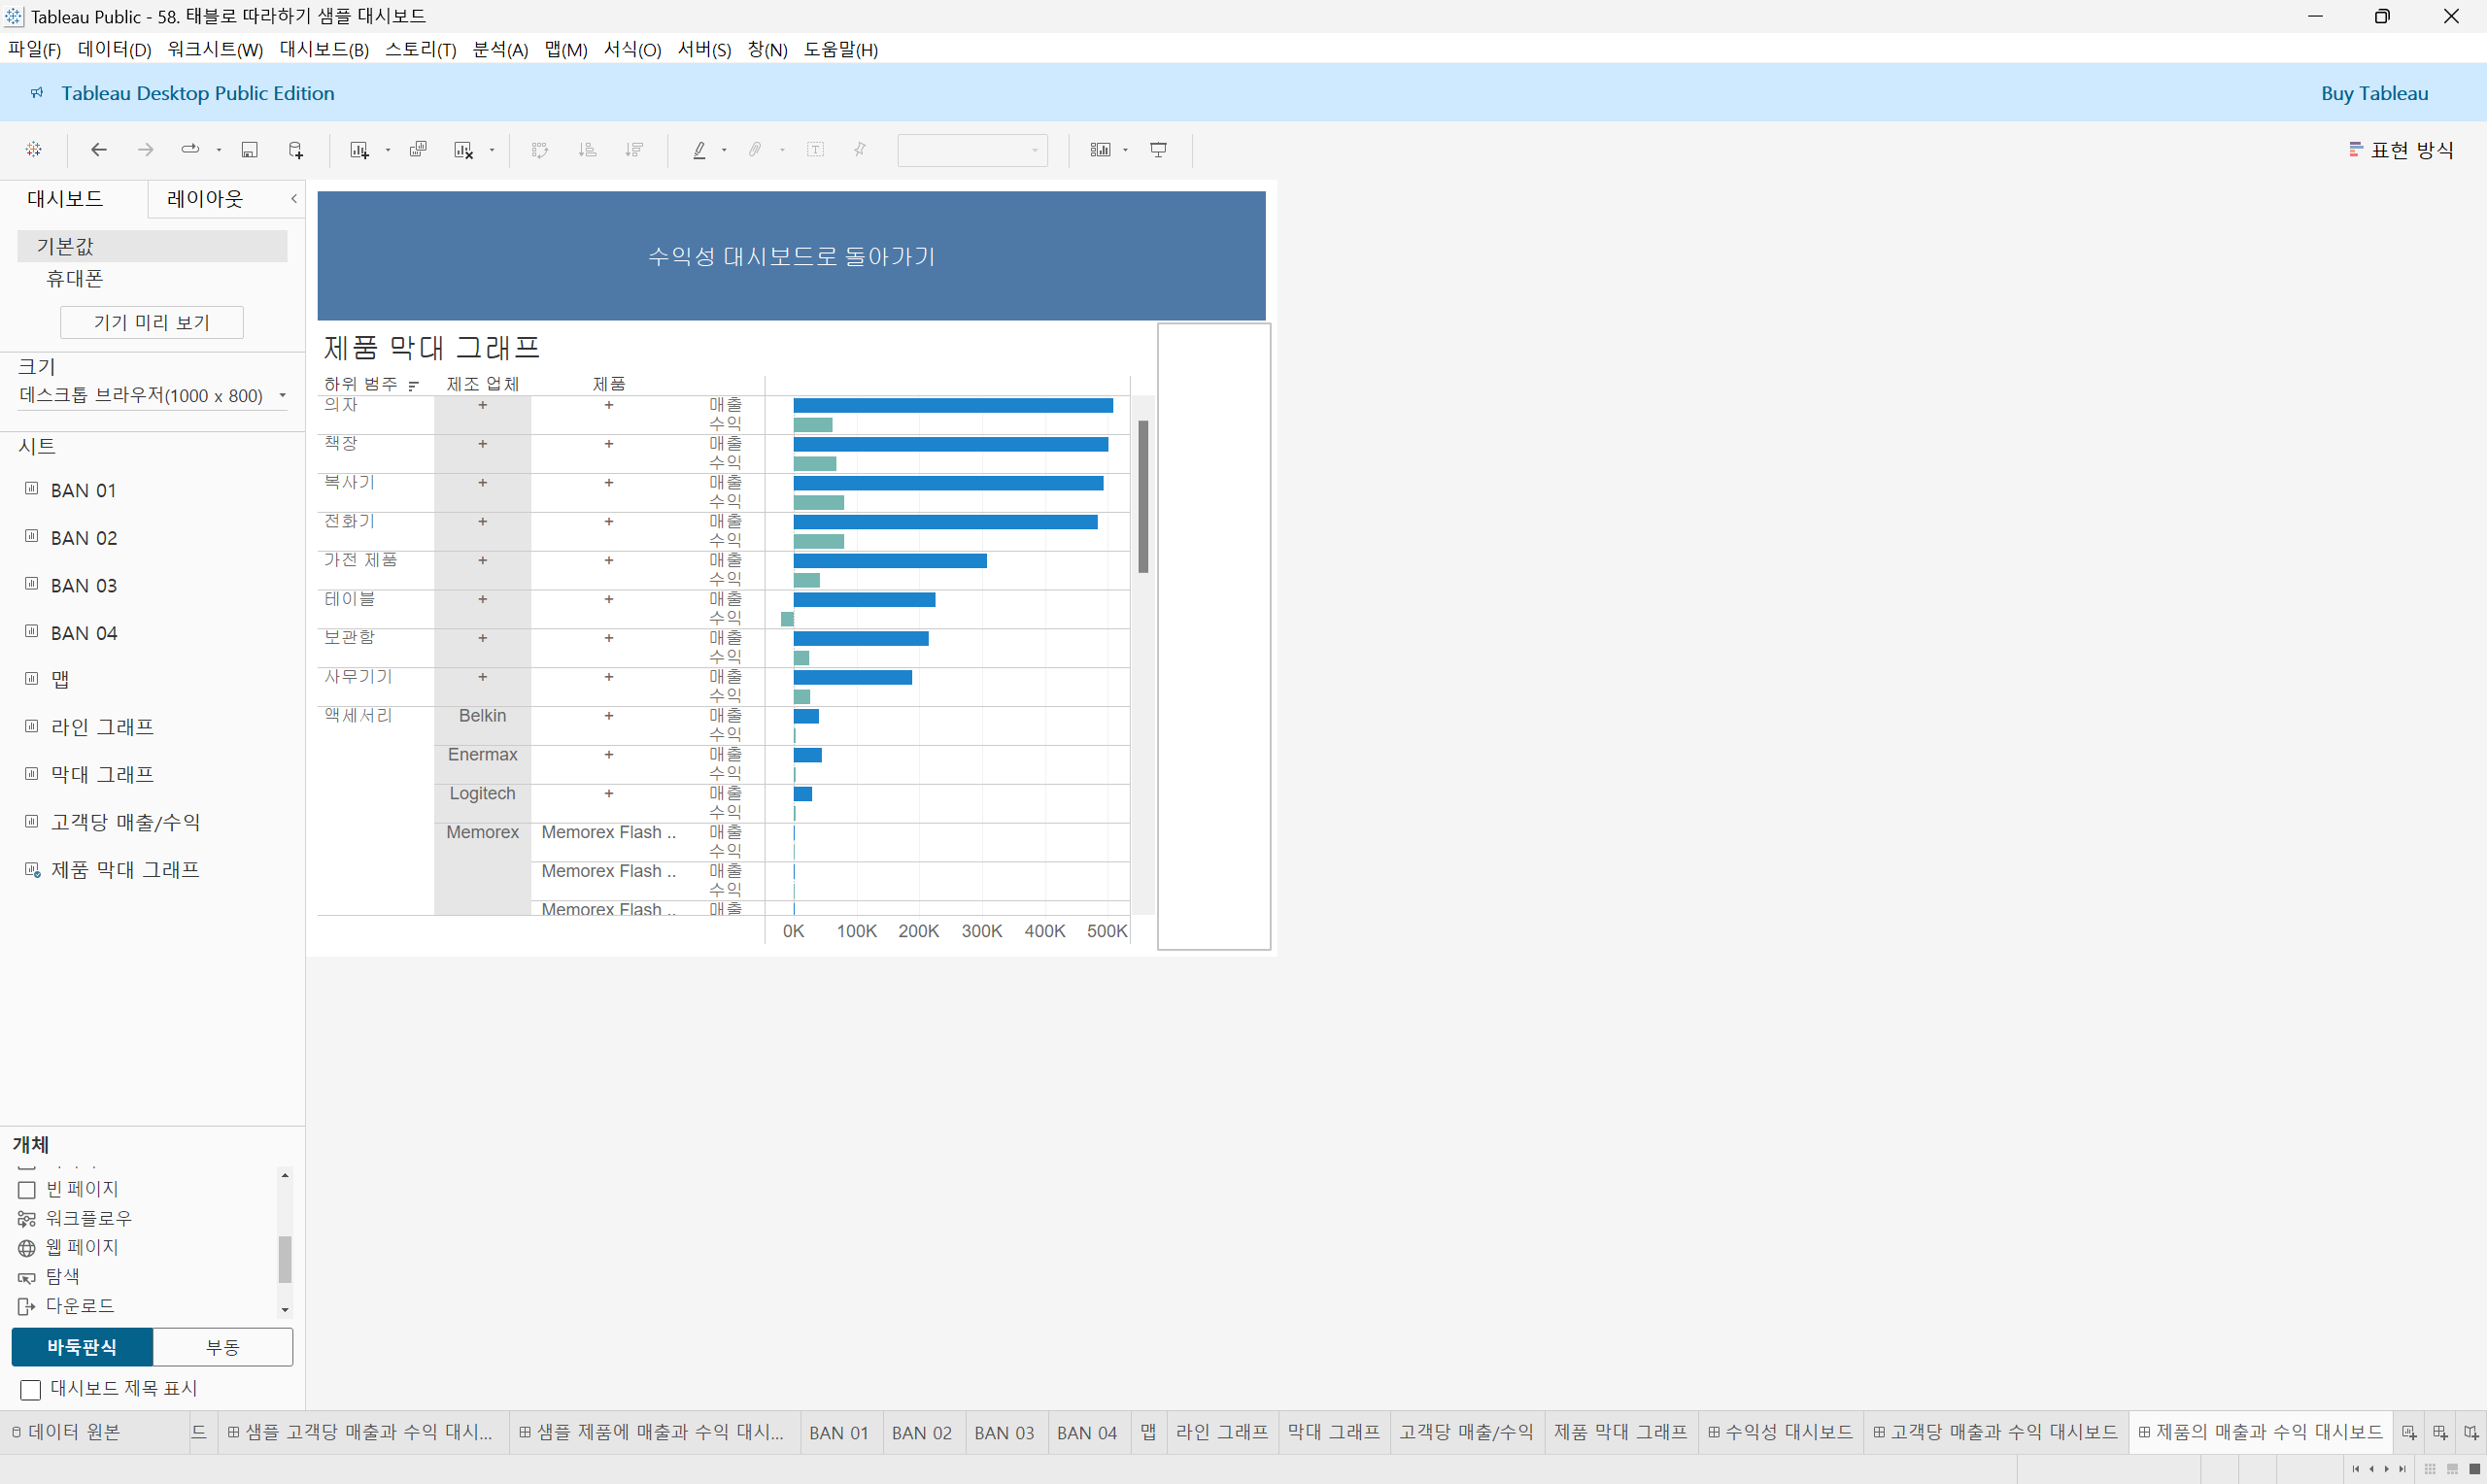 Tableau Public - 58. 태블로 따라하기 샘플 대시보드
파일(F) 데이터(D) 워크시트(W) 대시보드(B) 스토리(T) 분석(A) 맵(M) 서식(O) 서버(S) 창(N) 도움말(H)
Tableau Desktop Public Edition
Buy Tableau
표현 방식
대시보드
레이아웃
기본값
휴대폰
기기 미리 보기
크기
데스크톱 브라우저(1000 x 800)
시트
BAN 01
BAN 02
BAN 03
BAN 04
맵
라인 그래프
막대 그래프
고객당 매출/수익
제품 막대 그래프
개체
빈 페이지
워크플로우
웹 페이지
탐색
다운로드
바둑판식
부동
대시보드 제목 표시
수익성 대시보드로 돌아가기
제품 막대 그래프
하위 범주 제조 업체 제품
의자 + + 매출
수익
책장 + + 매출
수익
복사기 + + 매출
수익
전화기 + + 매출
수익
가전 제품 + + 매출
수익
테이블 + + 매출
수익
보관함 + + 매출
수익
사무기기 + + 매출
수익
액세서리 Belkin + 매출
수익
Enermax + 매출
수익
Logitech + 매출
수익
Memorex Memorex Flash .. 매출
수익
Memorex Flash .. 매출
수익
Memorex Flash .. 매출
0K 100K 200K 300K 400K 500K
데이터 원본 드 샘플 고객당 매출과 수익 대시... 샘플 제품에 매출과 수익 대시... BAN 01 BAN 02 BAN 03 BAN 04 맵 라인 그래프 막대 그래프 고객당 매출/수익 제품 막대 그래프 수익성 대시보드 고객당 매출과 수익 대시보드 제품의 매출과 수익 대시보드